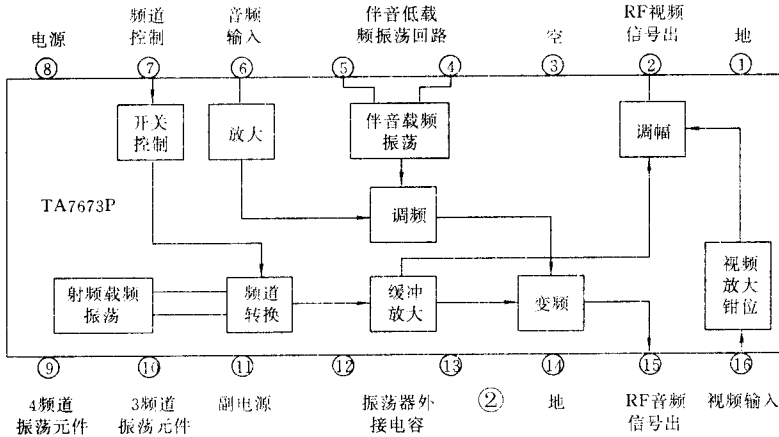 电源
频道
控制
音频
输入
伴音低载
频振荡回路
空
RF视频
信号出
地
⑧ ⑦ ⑥ ⑤ ④ ③ ② ①
开关
控制
放大
伴音载频
振荡
调幅
TA7673P
调频
射频载频
振荡
频道
转换
缓冲
放大
变频
视频
放大
钳位
⑨ ⑩ ⑪ ⑫ ⑬ ⑭ ⑮ ⑯
4频道
振荡元件
3频道
振荡元件
副电源
振荡器外
接电容
②
地
RF音频
信号出
视频输入